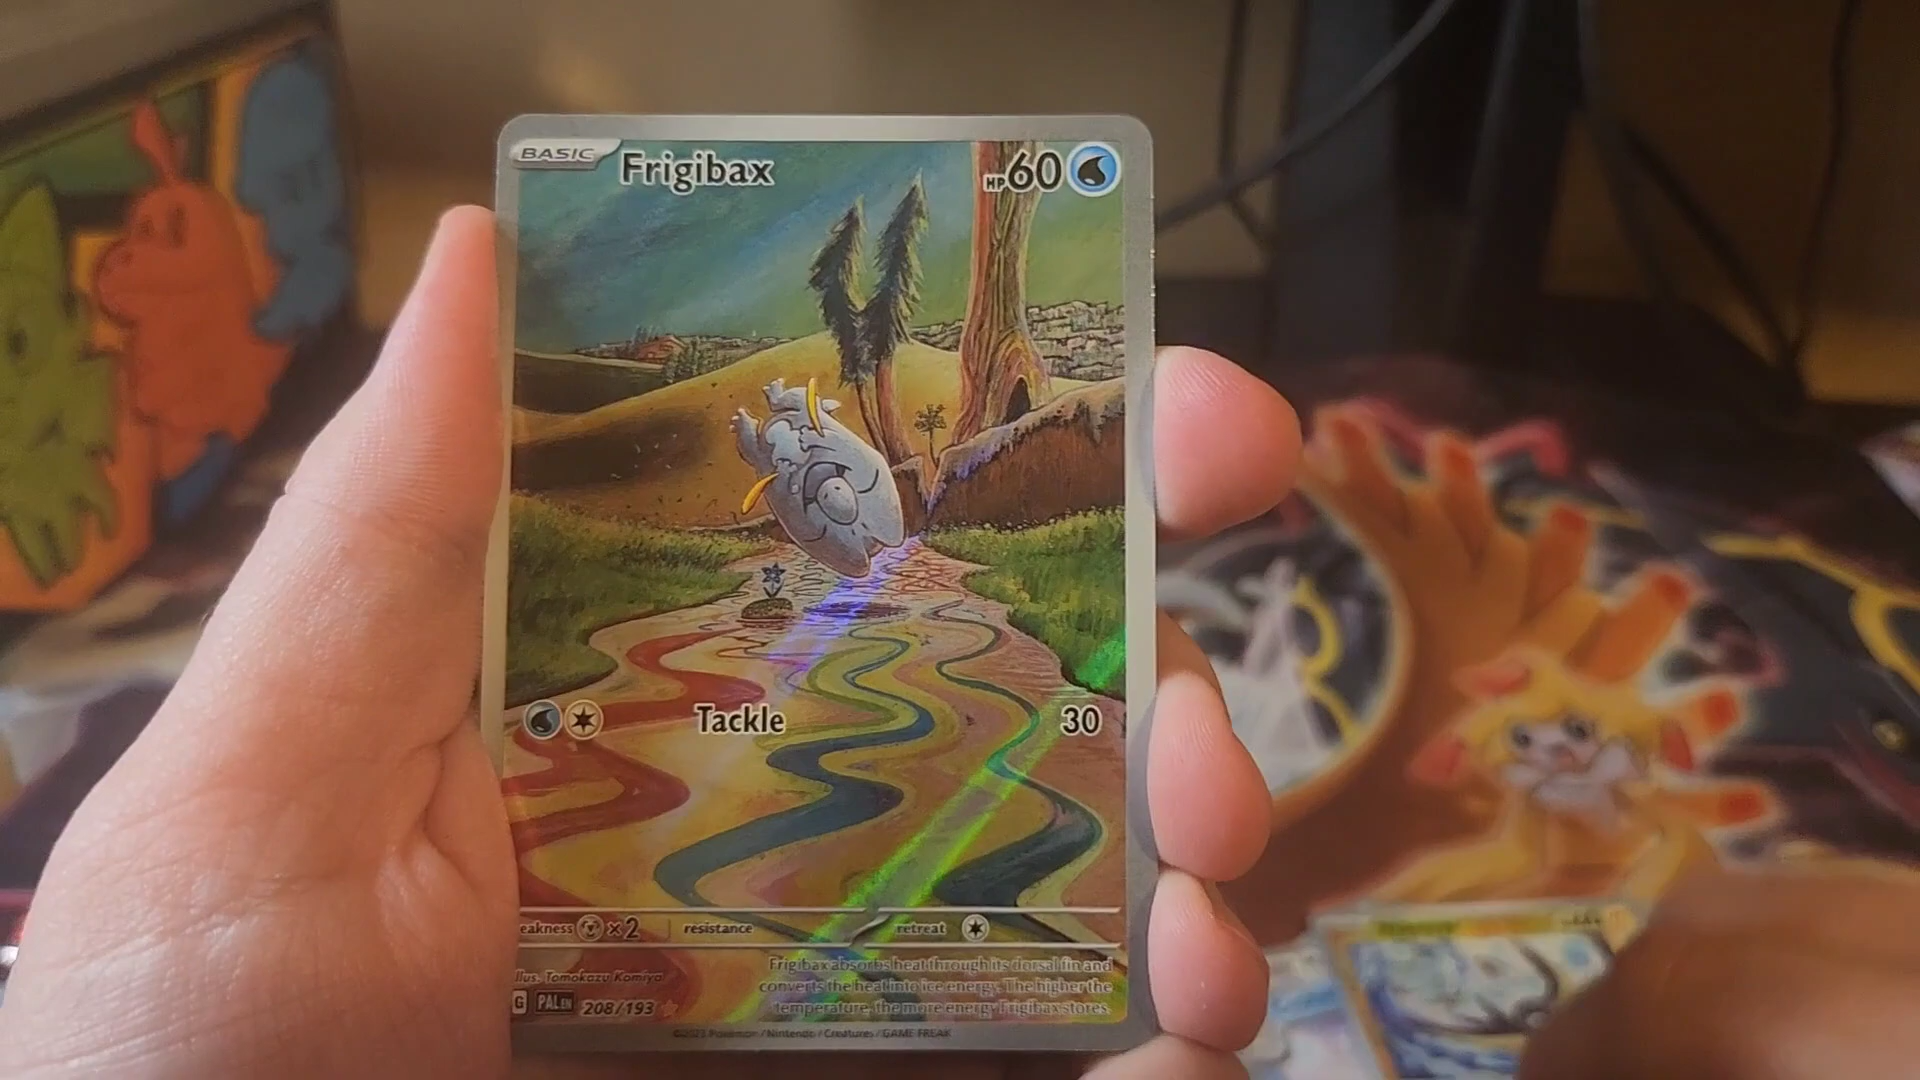 BASIC Frigibax HP60
Tackle 30
eakness ×2 resistance retreat
llus. Tomokazu Komiya
Frigibax absorbs heat through its dorsal fin and
converts the heat into ice energy. The higher the
temperature, the more energy Frigibax stores.
G PAL EN 208/193
©2023 Pokémon / Nintendo / Creatures / GAME FREAK